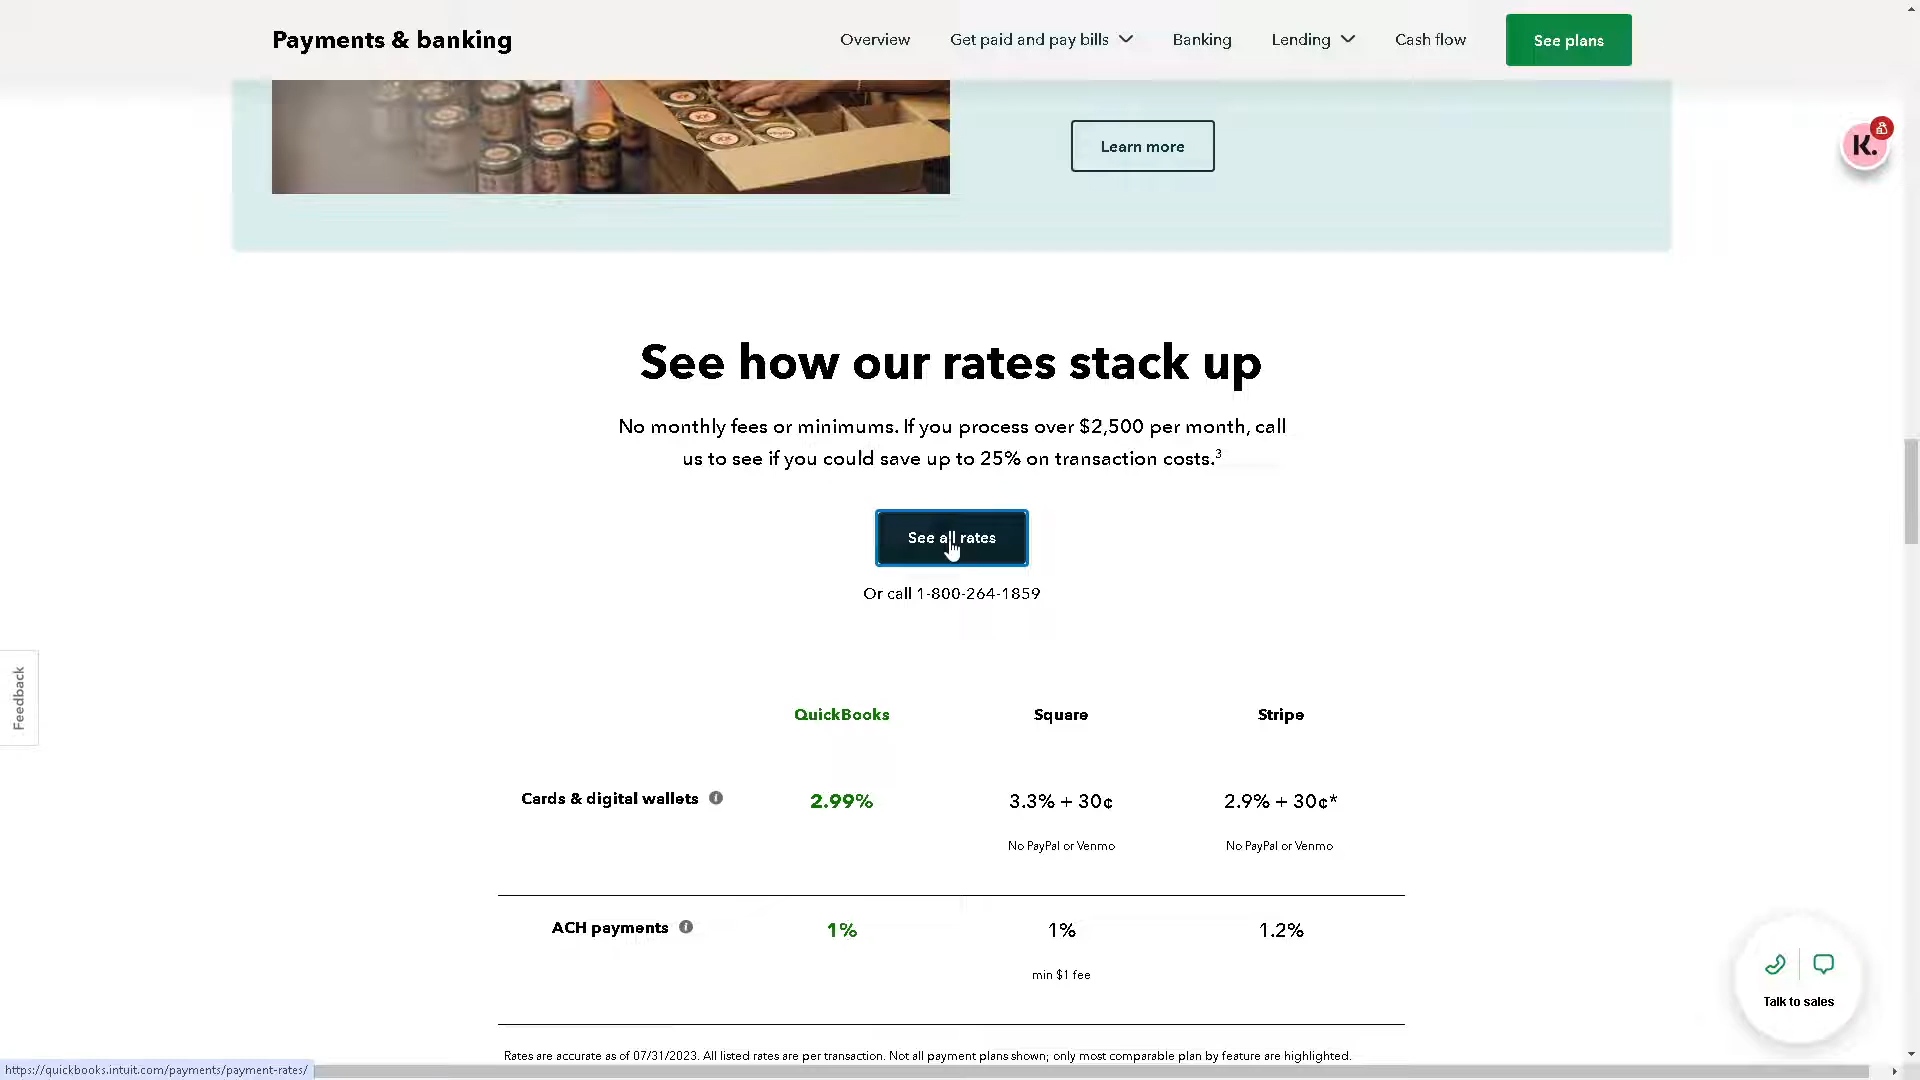 Payments & banking
Overview
Get paid and pay bills
Banking
Lending
Cash flow
See plans
Learn more
K.
See how our rates stack up
No monthly fees or minimums. If you process over $2,500 per month, call
us to see if you could save up to 25% on transaction costs.³
See all rates
Or call 1-800-264-1859
Feedback
QuickBooks Square Stripe
Cards & digital wallets 2.99% 3.3% + 30¢ 2.9% + 30¢*
No PayPal or Venmo No PayPal or Venmo
ACH payments 1% 1% 1.2%
min $1 fee
Talk to sales
Rates are accurate as of 07/31/2023. All listed rates are per transaction. Not all payment plans shown; only most comparable plan by feature are highlighted.
https://quickbooks.intuit.com/payments/payment-rates/